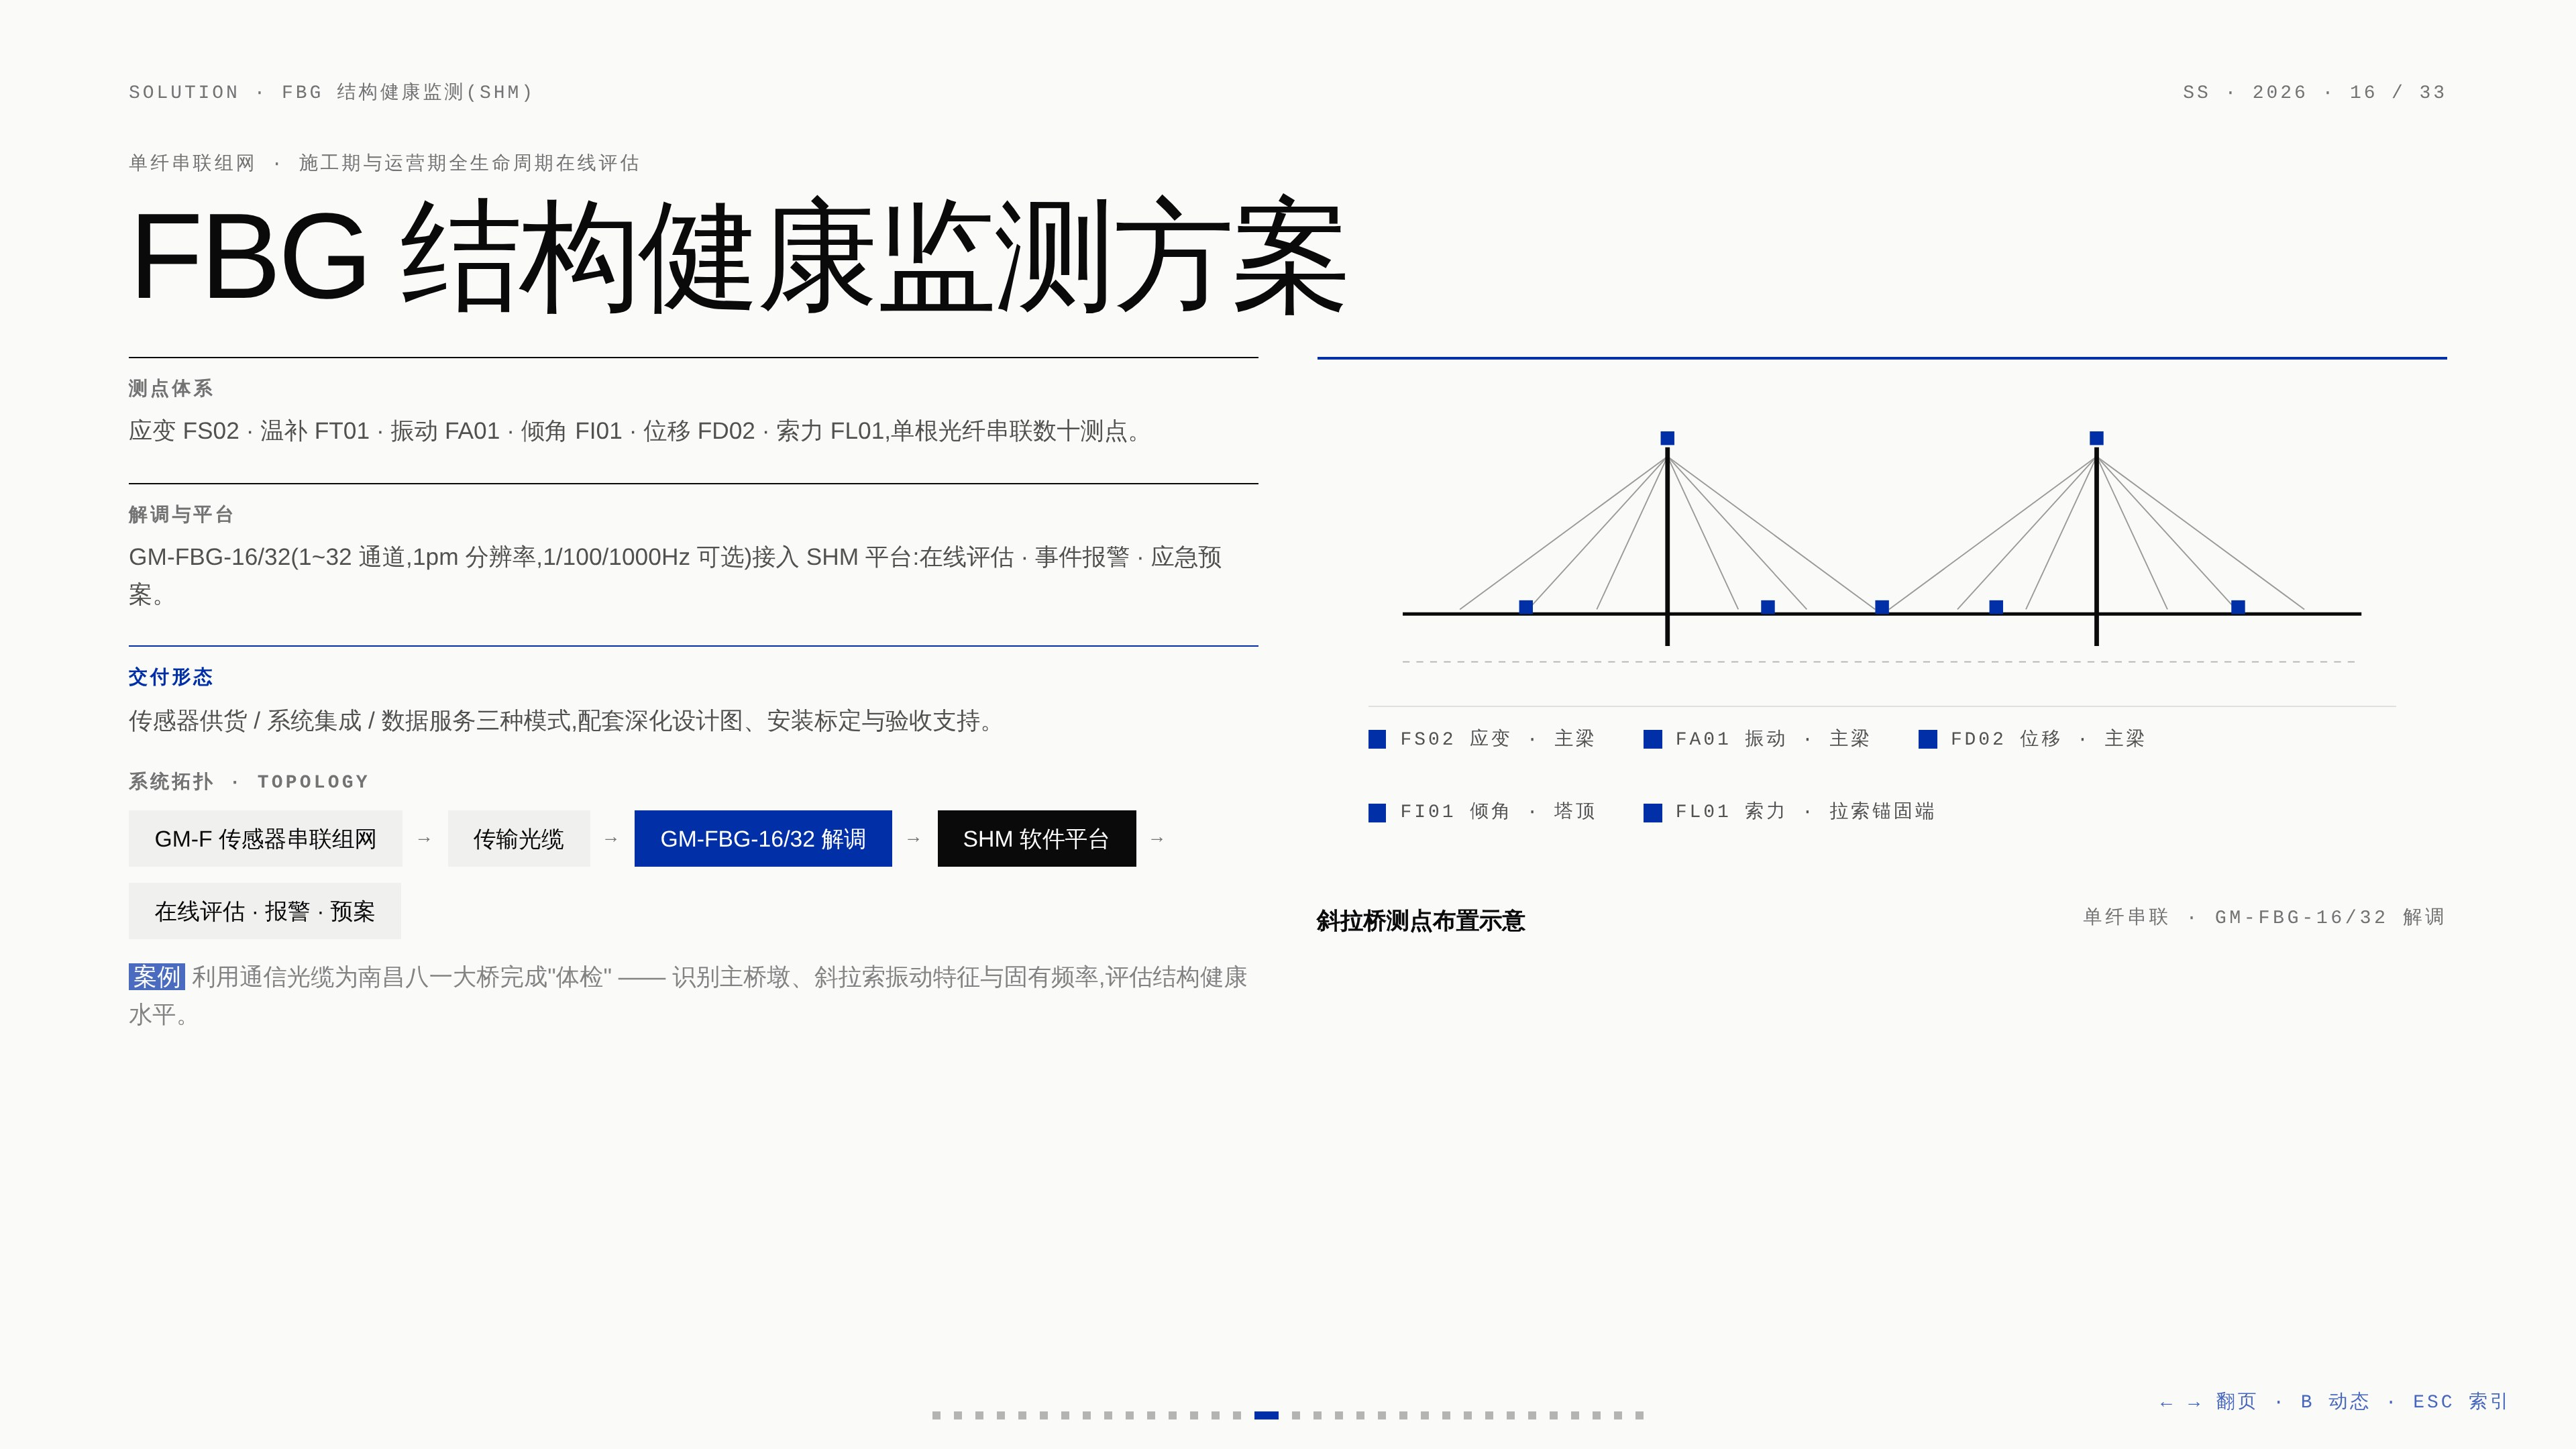 SOLUTION · FBG 结构健康监测(SHM)
SS · 2026 · 16 / 33
单纤串联组网 · 施工期与运营期全生命周期在线评估
FBG 结构健康监测方案
测点体系
应变 FS02 · 温补 FT01 · 振动 FA01 · 倾角 FI01 · 位移 FD02 · 索力 FL01,单根光纤串联数十测点。
解调与平台
GM-FBG-16/32(1~32 通道,1pm 分辨率,1/100/1000Hz 可选)接入 SHM 平台:在线评估 · 事件报警 · 应急预
案。
交付形态
传感器供货 / 系统集成 / 数据服务三种模式,配套深化设计图、安装标定与验收支持。
系统拓扑 · TOPOLOGY
GM-F 传感器串联组网 → 传输光缆 → GM-FBG-16/32 解调 → SHM 软件平台 →
在线评估 · 报警 · 预案
案例 利用通信光缆为南昌八一大桥完成"体检" —— 识别主桥墩、斜拉索振动特征与固有频率,评估结构健康
水平。
FS02 应变 · 主梁 FA01 振动 · 主梁 FD02 位移 · 主梁
FI01 倾角 · 塔顶 FL01 索力 · 拉索锚固端
斜拉桥测点布置示意
单纤串联 · GM-FBG-16/32 解调
← → 翻页 · B 动态 · ESC 索引